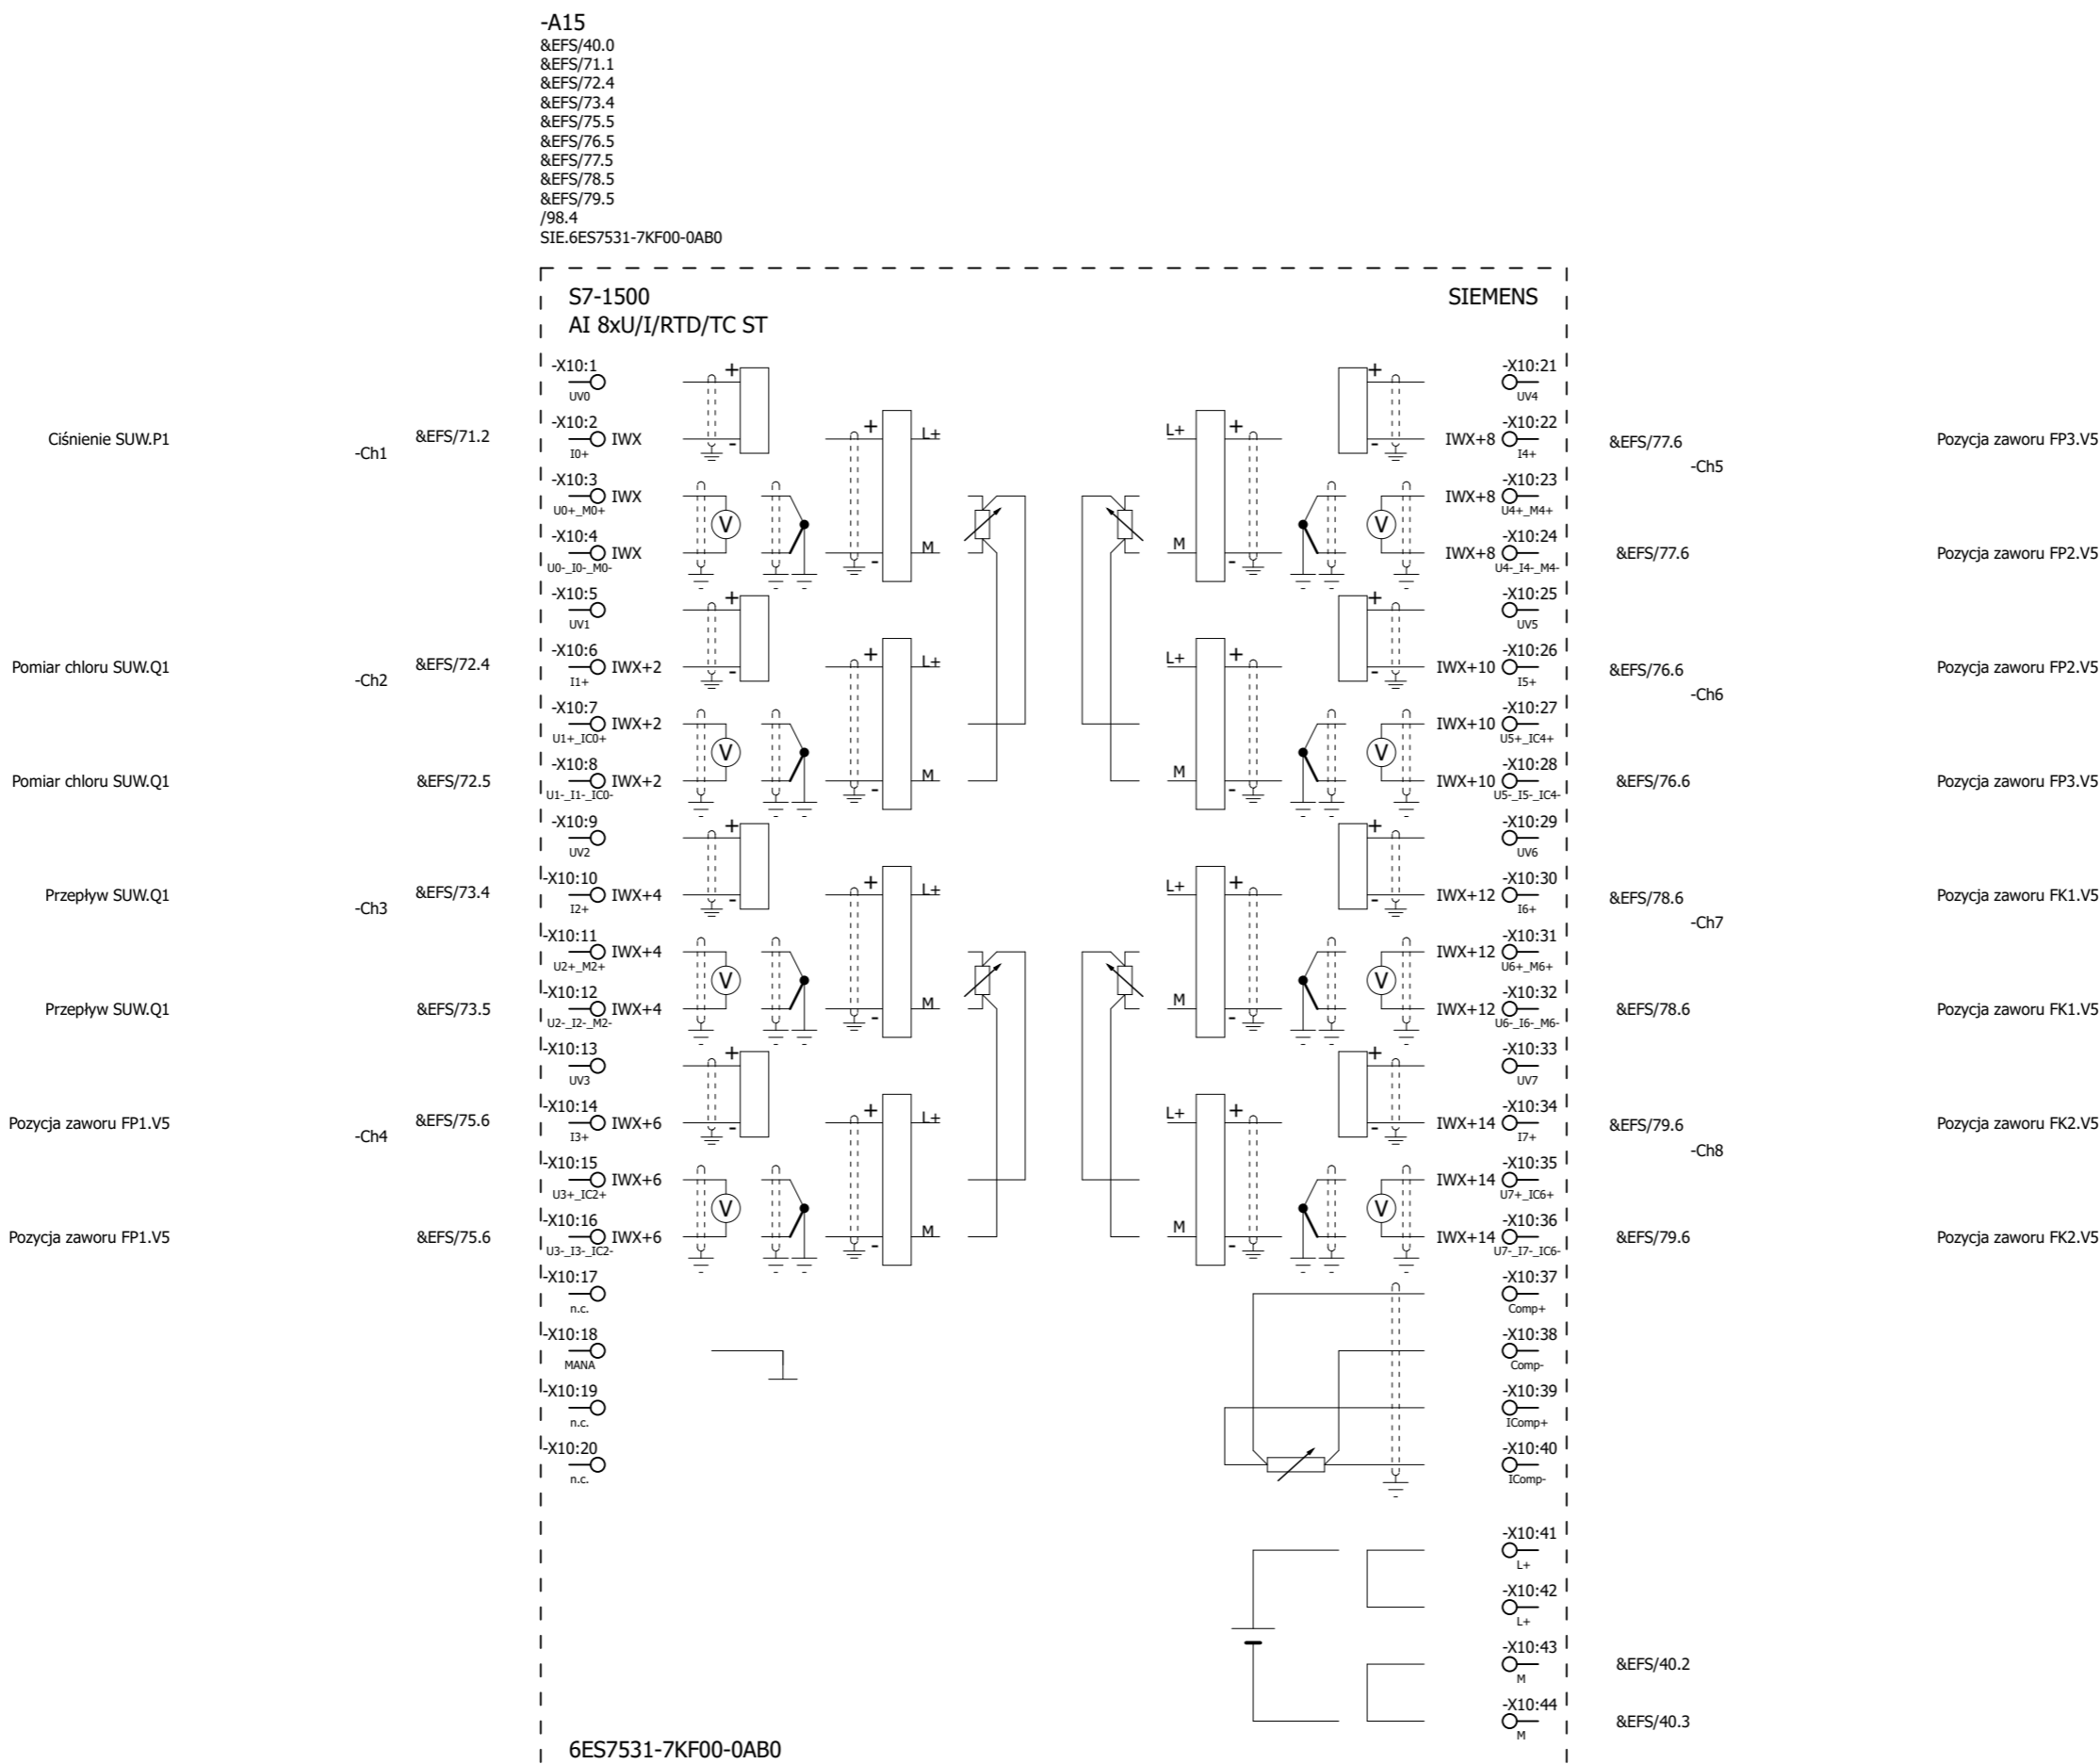 -A15
&EFS/40.0
&EFS/71.1
&EFS/72.4
&EFS/73.4
&EFS/75.5
&EFS/76.5
&EFS/77.5
&EFS/78.5
&EFS/79.5
/98.4
SIE.6ES7531-7KF00-0AB0
S7-1500 SIEMENS
AI 8xU/I/RTD/TC ST
-X10:1 + + -X10:21
UV0 UV4
Ciśnienie SUW.P1 -Ch1 &EFS/71.2 -X10:2 IWX - + L+ L+ + - IWX+8 -X10:22 &EFS/77.6 -Ch5 Pozycja zaworu FP3.V5
I0+ I4+
-X10:3 IWX IWX+8 -X10:23
U0+_M0+ V V U4+_M4+
-X10:4 IWX - M M - IWX+8 -X10:24 &EFS/77.6 Pozycja zaworu FP2.V5
U0-_I0-_M0- U4-_I4-_M4-
-X10:5 + + -X10:25
UV1 UV5
Pomiar chloru SUW.Q1 -Ch2 &EFS/72.4 -X10:6 IWX+2 - + L+ L+ + - IWX+10 -X10:26 &EFS/76.6 -Ch6 Pozycja zaworu FP2.V5
I1+ I5+
-X10:7 IWX+2 IWX+10 -X10:27
U1+_IC0+ V V U5+_IC4+
Pomiar chloru SUW.Q1 &EFS/72.5 -X10:8 IWX+2 - M M - IWX+10 -X10:28 &EFS/76.6 Pozycja zaworu FP3.V5
U1-_I1-_IC0- U5-_I5-_IC4-
-X10:9 + + -X10:29
UV2 UV6
Przepływ SUW.Q1 -Ch3 &EFS/73.4 -X10:10 IWX+4 - + L+ L+ + - IWX+12 -X10:30 &EFS/78.6 -Ch7 Pozycja zaworu FK1.V5
I2+ I6+
-X10:11 IWX+4 IWX+12 -X10:31
U2+_M2+ V V U6+_M6+
Przepływ SUW.Q1 &EFS/73.5 -X10:12 IWX+4 - M M - IWX+12 -X10:32 &EFS/78.6 Pozycja zaworu FK1.V5
U2-_I2-_M2- U6-_I6-_M6-
-X10:13 + + -X10:33
UV3 UV7
Pozycja zaworu FP1.V5 -Ch4 &EFS/75.6 -X10:14 IWX+6 - + L+ L+ + - IWX+14 -X10:34 &EFS/79.6 -Ch8 Pozycja zaworu FK2.V5
I3+ I7+
-X10:15 IWX+6 IWX+14 -X10:35
U3+_IC2+ V V U7+_IC6+
Pozycja zaworu FP1.V5 &EFS/75.6 -X10:16 IWX+6 - M M - IWX+14 -X10:36 &EFS/79.6 Pozycja zaworu FK2.V5
U3-_I3-_IC2- U7-_I7-_IC6-
-X10:17 -X10:37
n.c. Comp+
-X10:18 -X10:38
MANA Comp-
-X10:19 -X10:39
n.c. IComp+
-X10:20 -X10:40
n.c. IComp-
-X10:41
L+
-X10:42
L+
-X10:43 &EFS/40.2
M
-X10:44 &EFS/40.3
M
6ES7531-7KF00-0AB0